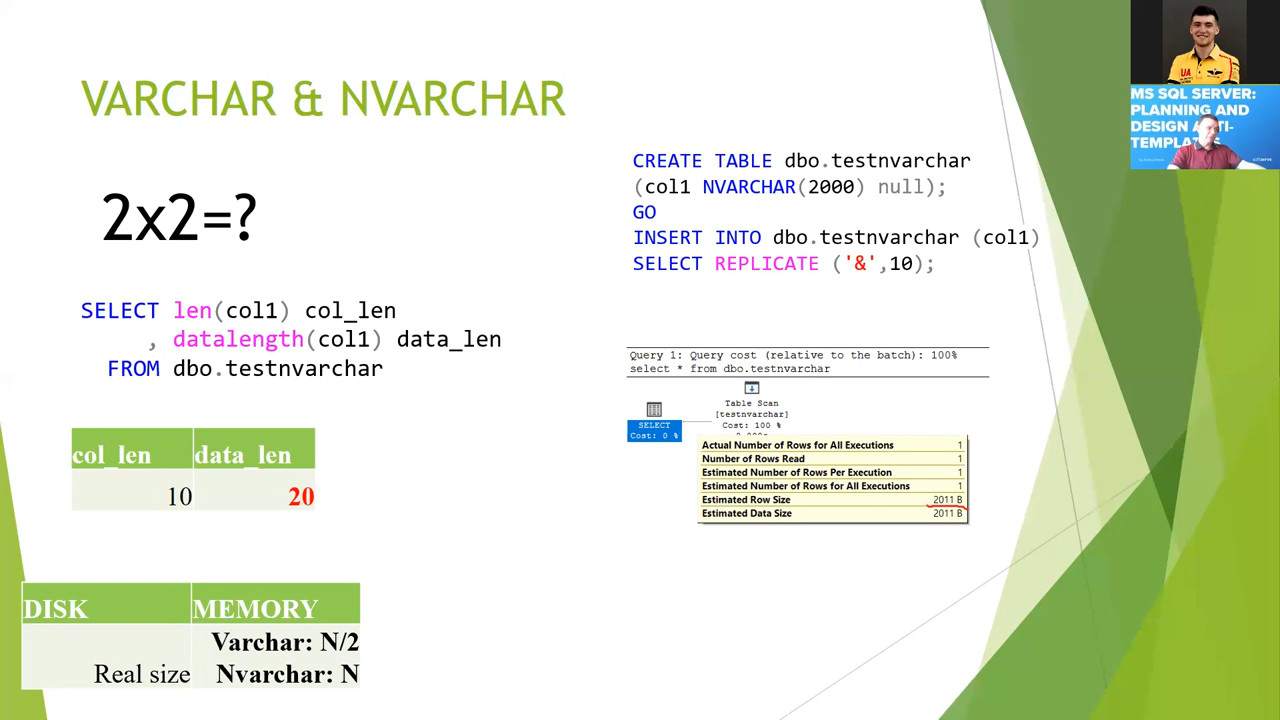 VARCHAR & NVARCHAR
2x2=?
SELECT len(col1) col_len
, datalength(col1) data_len
FROM dbo.testnvarchar
col_len data_len
10 20
DISK MEMORY
Varchar: N/2
Real size Nvarchar: N
CREATE TABLE dbo.testnvarchar
(col1 NVARCHAR(2000) null);
GO
INSERT INTO dbo.testnvarchar (col1)
SELECT REPLICATE ('&',10);
Query 1: Query cost (relative to the batch): 100%
select * from dbo.testnvarchar
Table Scan
[testnvarchar]
Cost: 100 %
SELECT
Cost: 0 %
Actual Number of Rows for All Executions 1
Number of Rows Read 1
Estimated Number of Rows Per Execution 1
Estimated Number of Rows for All Executions 1
Estimated Row Size 2011 B
Estimated Data Size 2011 B
UA
MS SQL SERVER:
PLANNING AND
DESIGN